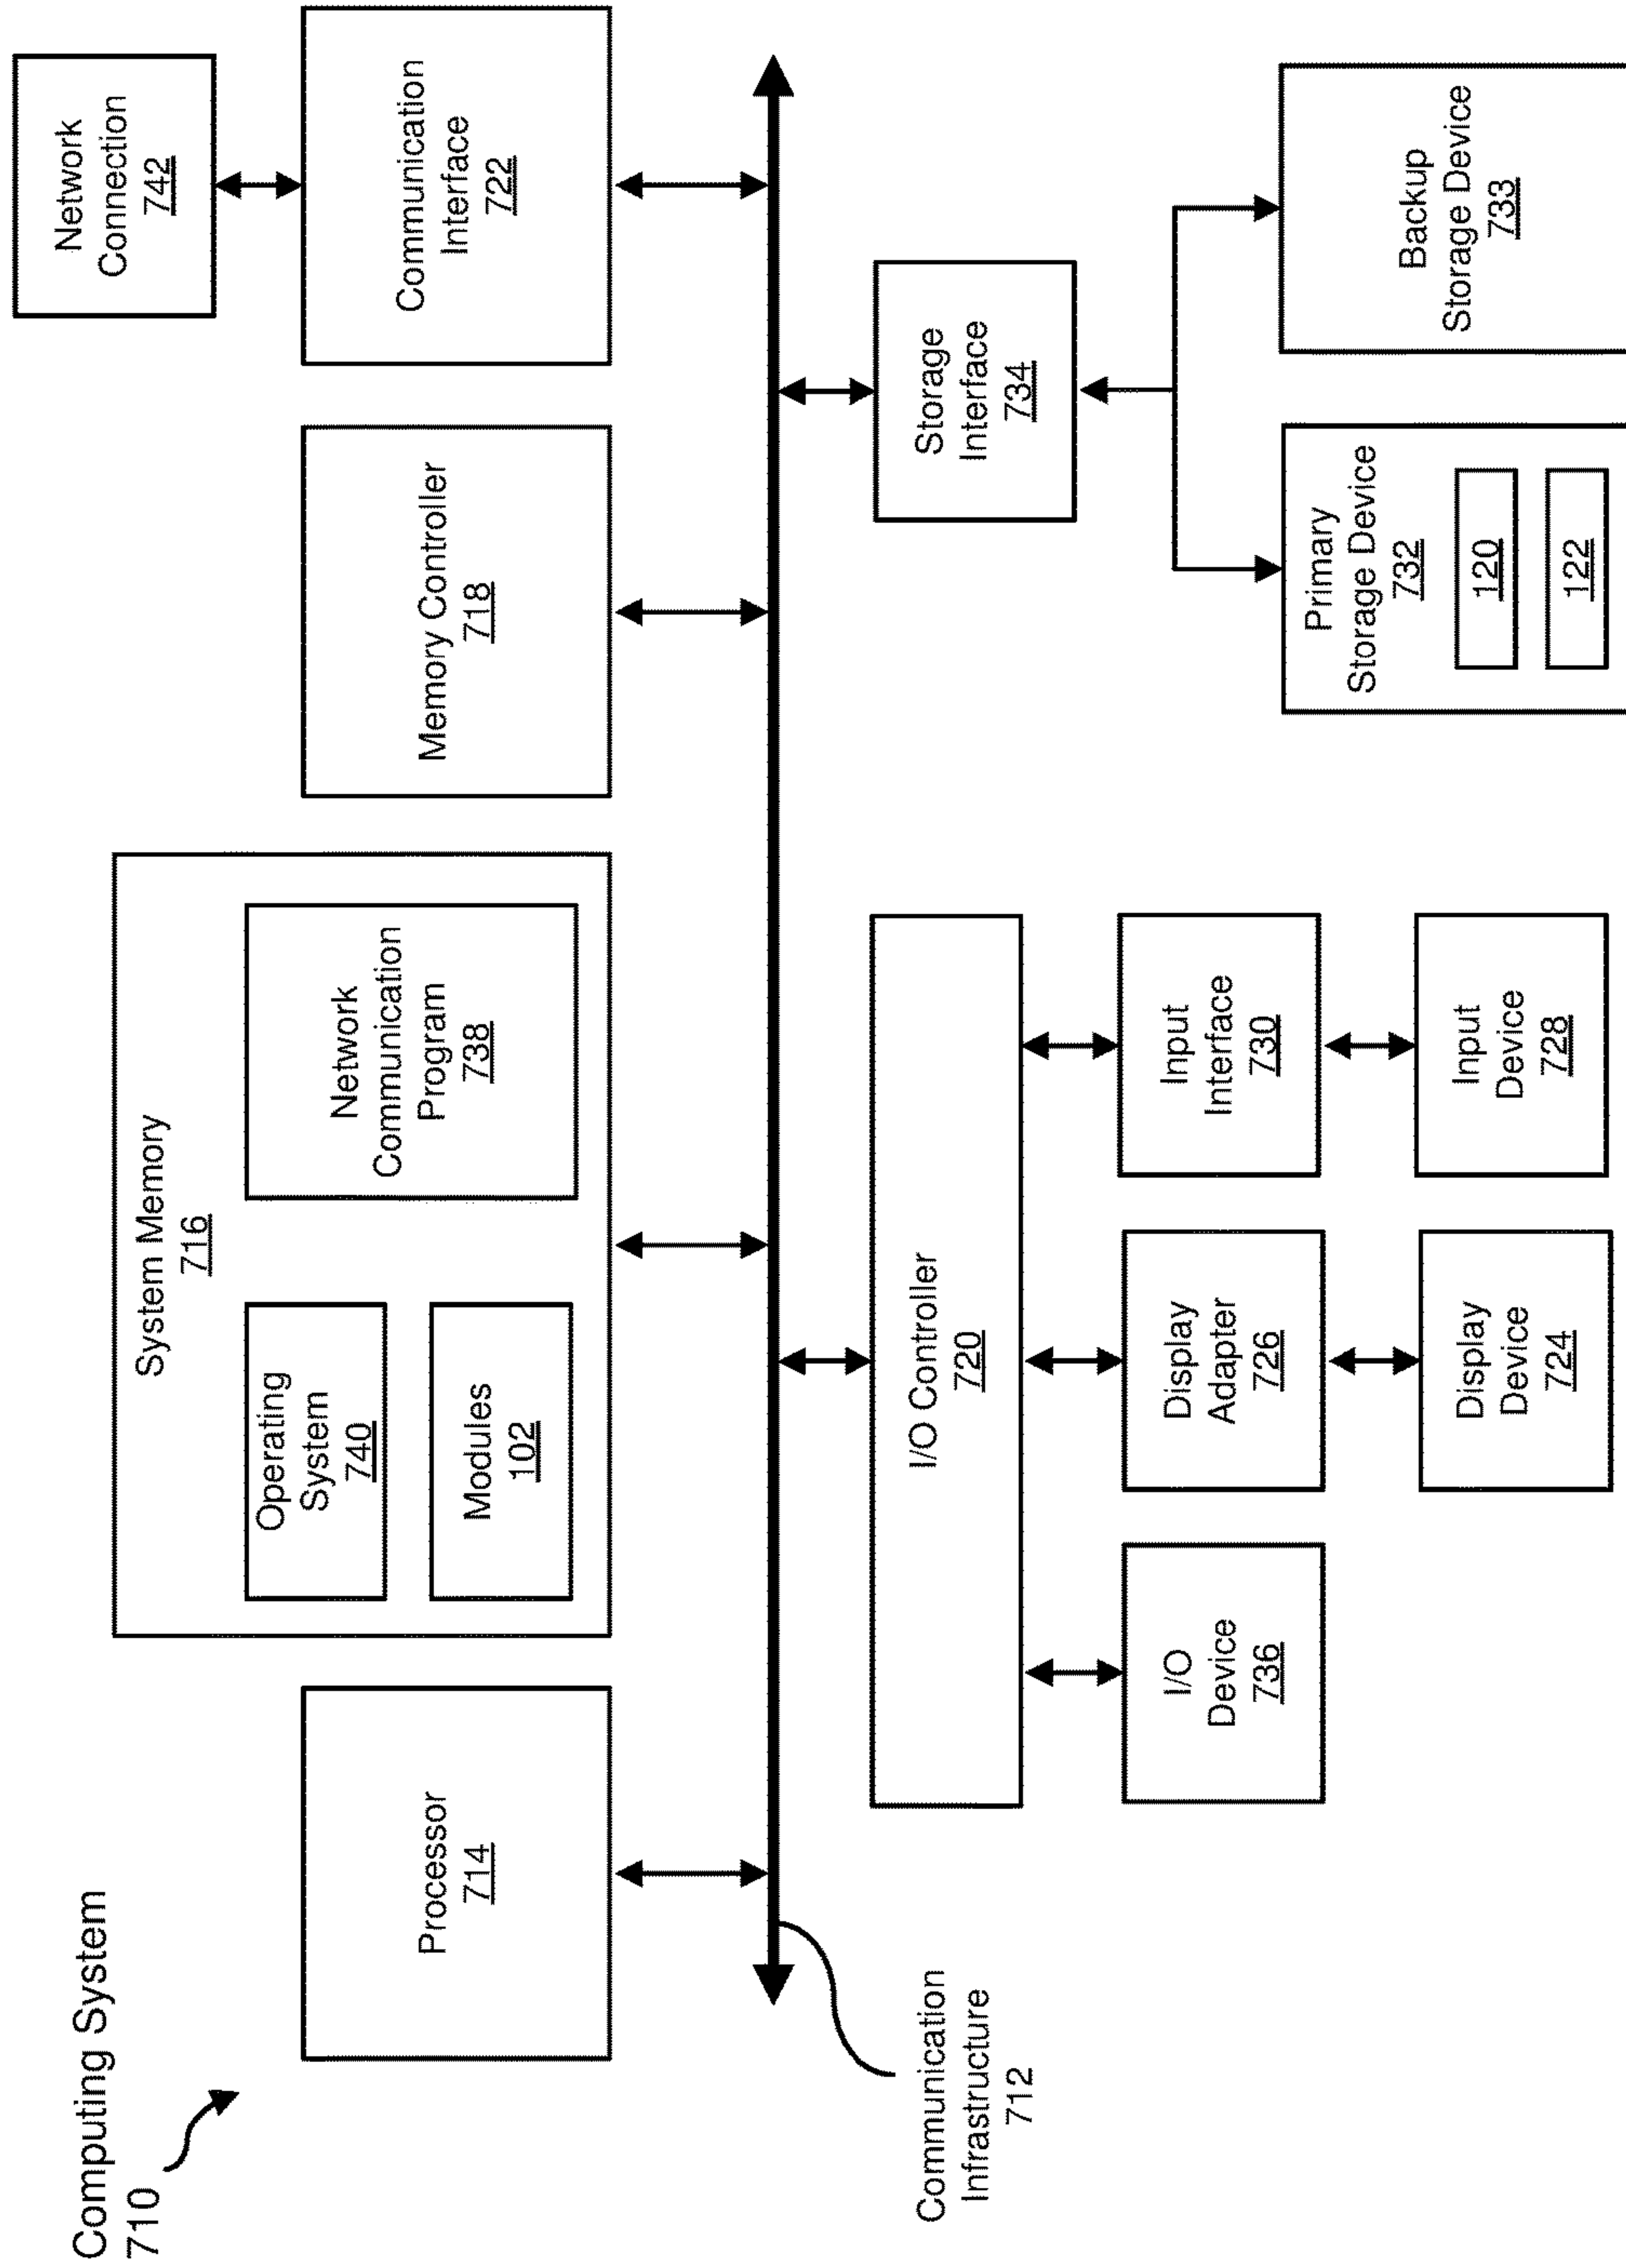 Computing System
710
Processor
714
System Memory
716
Operating
System
740
Modules
102
Network
Communication
Program
738
Memory Controller
718
Communication
Interface
722
Network
Connection
742
Communication
Infrastructure
712
I/O Controller
720
I/O
Device
736
Display
Adapter
726
Display
Device
724
Input
Interface
730
Input
Device
728
Storage
Interface
734
Primary
Storage Device
732
120
122
Backup
Storage Device
733